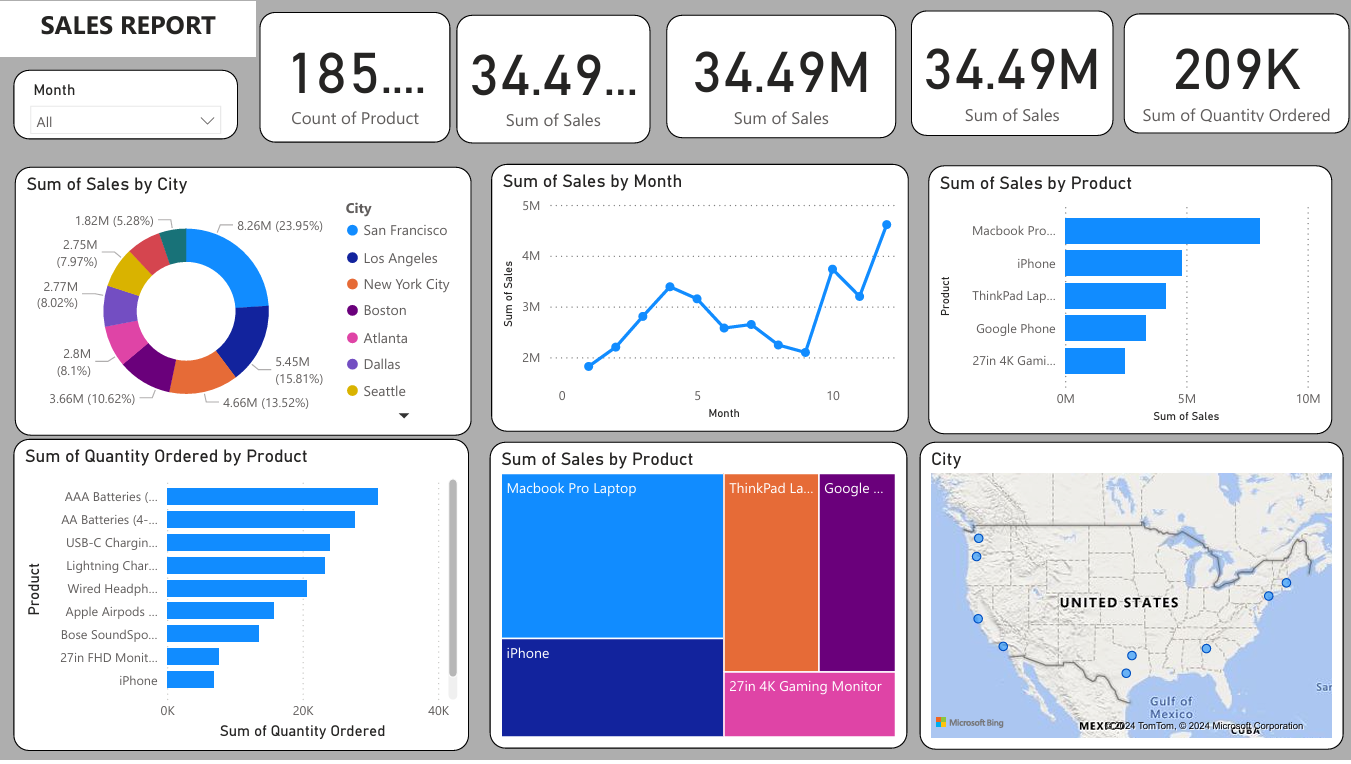 SALES REPORT
Month
All
185....
Count of Product
34.49...
Sum of Sales
34.49M
Sum of Sales
34.49M
Sum of Sales
209K
Sum of Quantity Ordered
Sum of Sales by City
1.82M (5.28%)
8.26M (23.95%)
2.75M
(7.97%)
2.77M
(8.02%)
2.8M
(8.1%)
3.66M (10.62%)
4.66M (13.52%)
5.45M
(15.81%)
City
San Francisco
Los Angeles
New York City
Boston
Atlanta
Dallas
Seattle
Sum of Sales by Month
Sum of Sales
5M
4M
3M
2M
0
5
10
Month
Sum of Sales by Product
Product
Macbook Pro...
iPhone
ThinkPad Lap...
Google Phone
27in 4K Gami...
0M
5M
10M
Sum of Sales
Sum of Quantity Ordered by Product
Product
AAA Batteries (...
AA Batteries (4-...
USB-C Chargin...
Lightning Char...
Wired Headph...
Apple Airpods ...
Bose SoundSpo...
27in FHD Monit...
iPhone
0K
20K
40K
Sum of Quantity Ordered
Sum of Sales by Product
Macbook Pro Laptop
iPhone
ThinkPad La...
Google ...
27in 4K Gaming Monitor
City
UNITED STATES
Gulf of
Mexico
Sar
Microsoft Bing
MEXICO
© 2024 TomTom, © 2024 Microsoft Corporation
CUBA